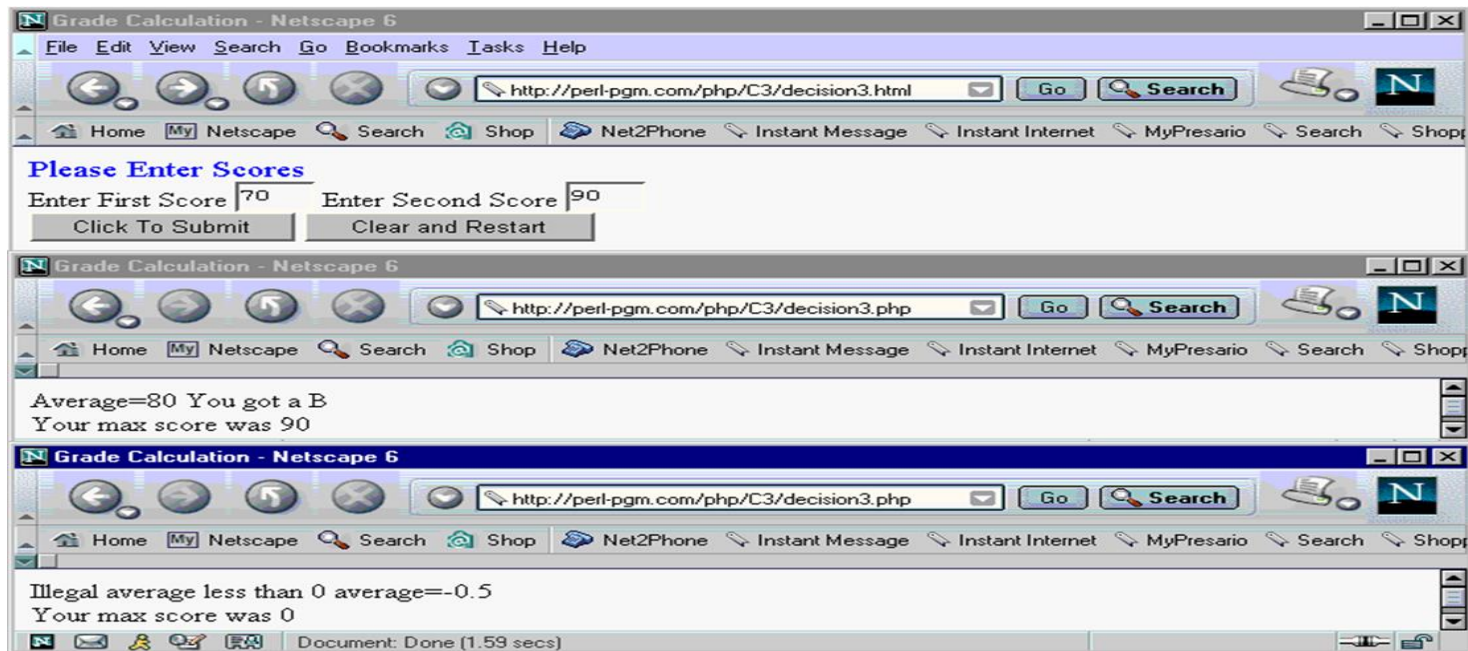 Grade Calculation - Netscape 6
File Edit View Search Go Bookmarks Tasks Help
http://perl-pgm.com/php/C3/decision3.html Go Search N
Home My Netscape Search Shop Net2Phone Instant Message Instant Internet MyPresario Search Shopp
Please Enter Scores
Enter First Score 70 Enter Second Score 90
Click To Submit Clear and Restart
N Grade Calculation - Netscape 6
http://perl-pgm.com/php/C3/decision3.php Go Search N
Home My Netscape Search Shop Net2Phone Instant Message Instant Internet MyPresario Search Shopp
Average=80 You got a B
Your max score was 90
N Grade Calculation - Netscape 6
http://perl-pgm.com/php/C3/decision3.php Go Search N
Home My Netscape Search Shop Net2Phone Instant Message Instant Internet MyPresario Search Shopp
Illegal average less than 0 average=-0.5
Your max score was 0
N Document: Done (1.59 secs)